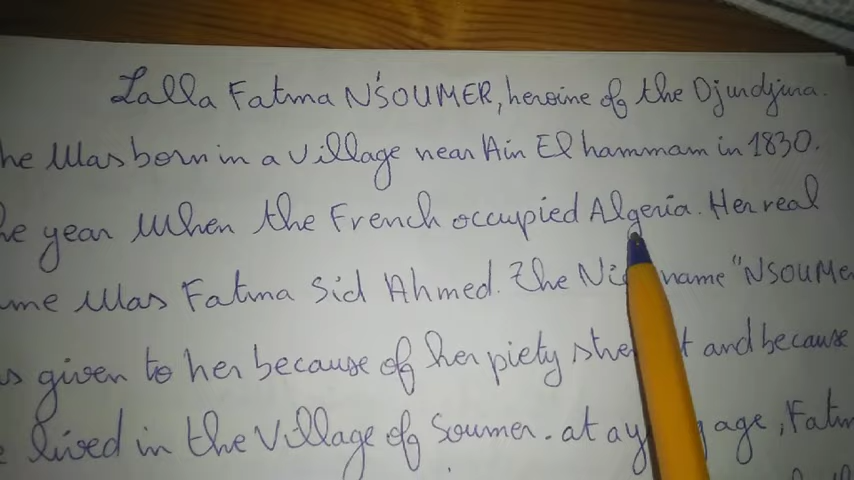 Lalla Fatma N'SOUMER, heroine of the Djurdjura.
he Was born in a village near Ain El hammam in 1830.
he year When the French occupied Algeria. Her real
me Was Fatma Sid Ahmed. The name "NSOUMER
s given to her because of her piety and because
lived in the Village of Soumer. at age, Fatm